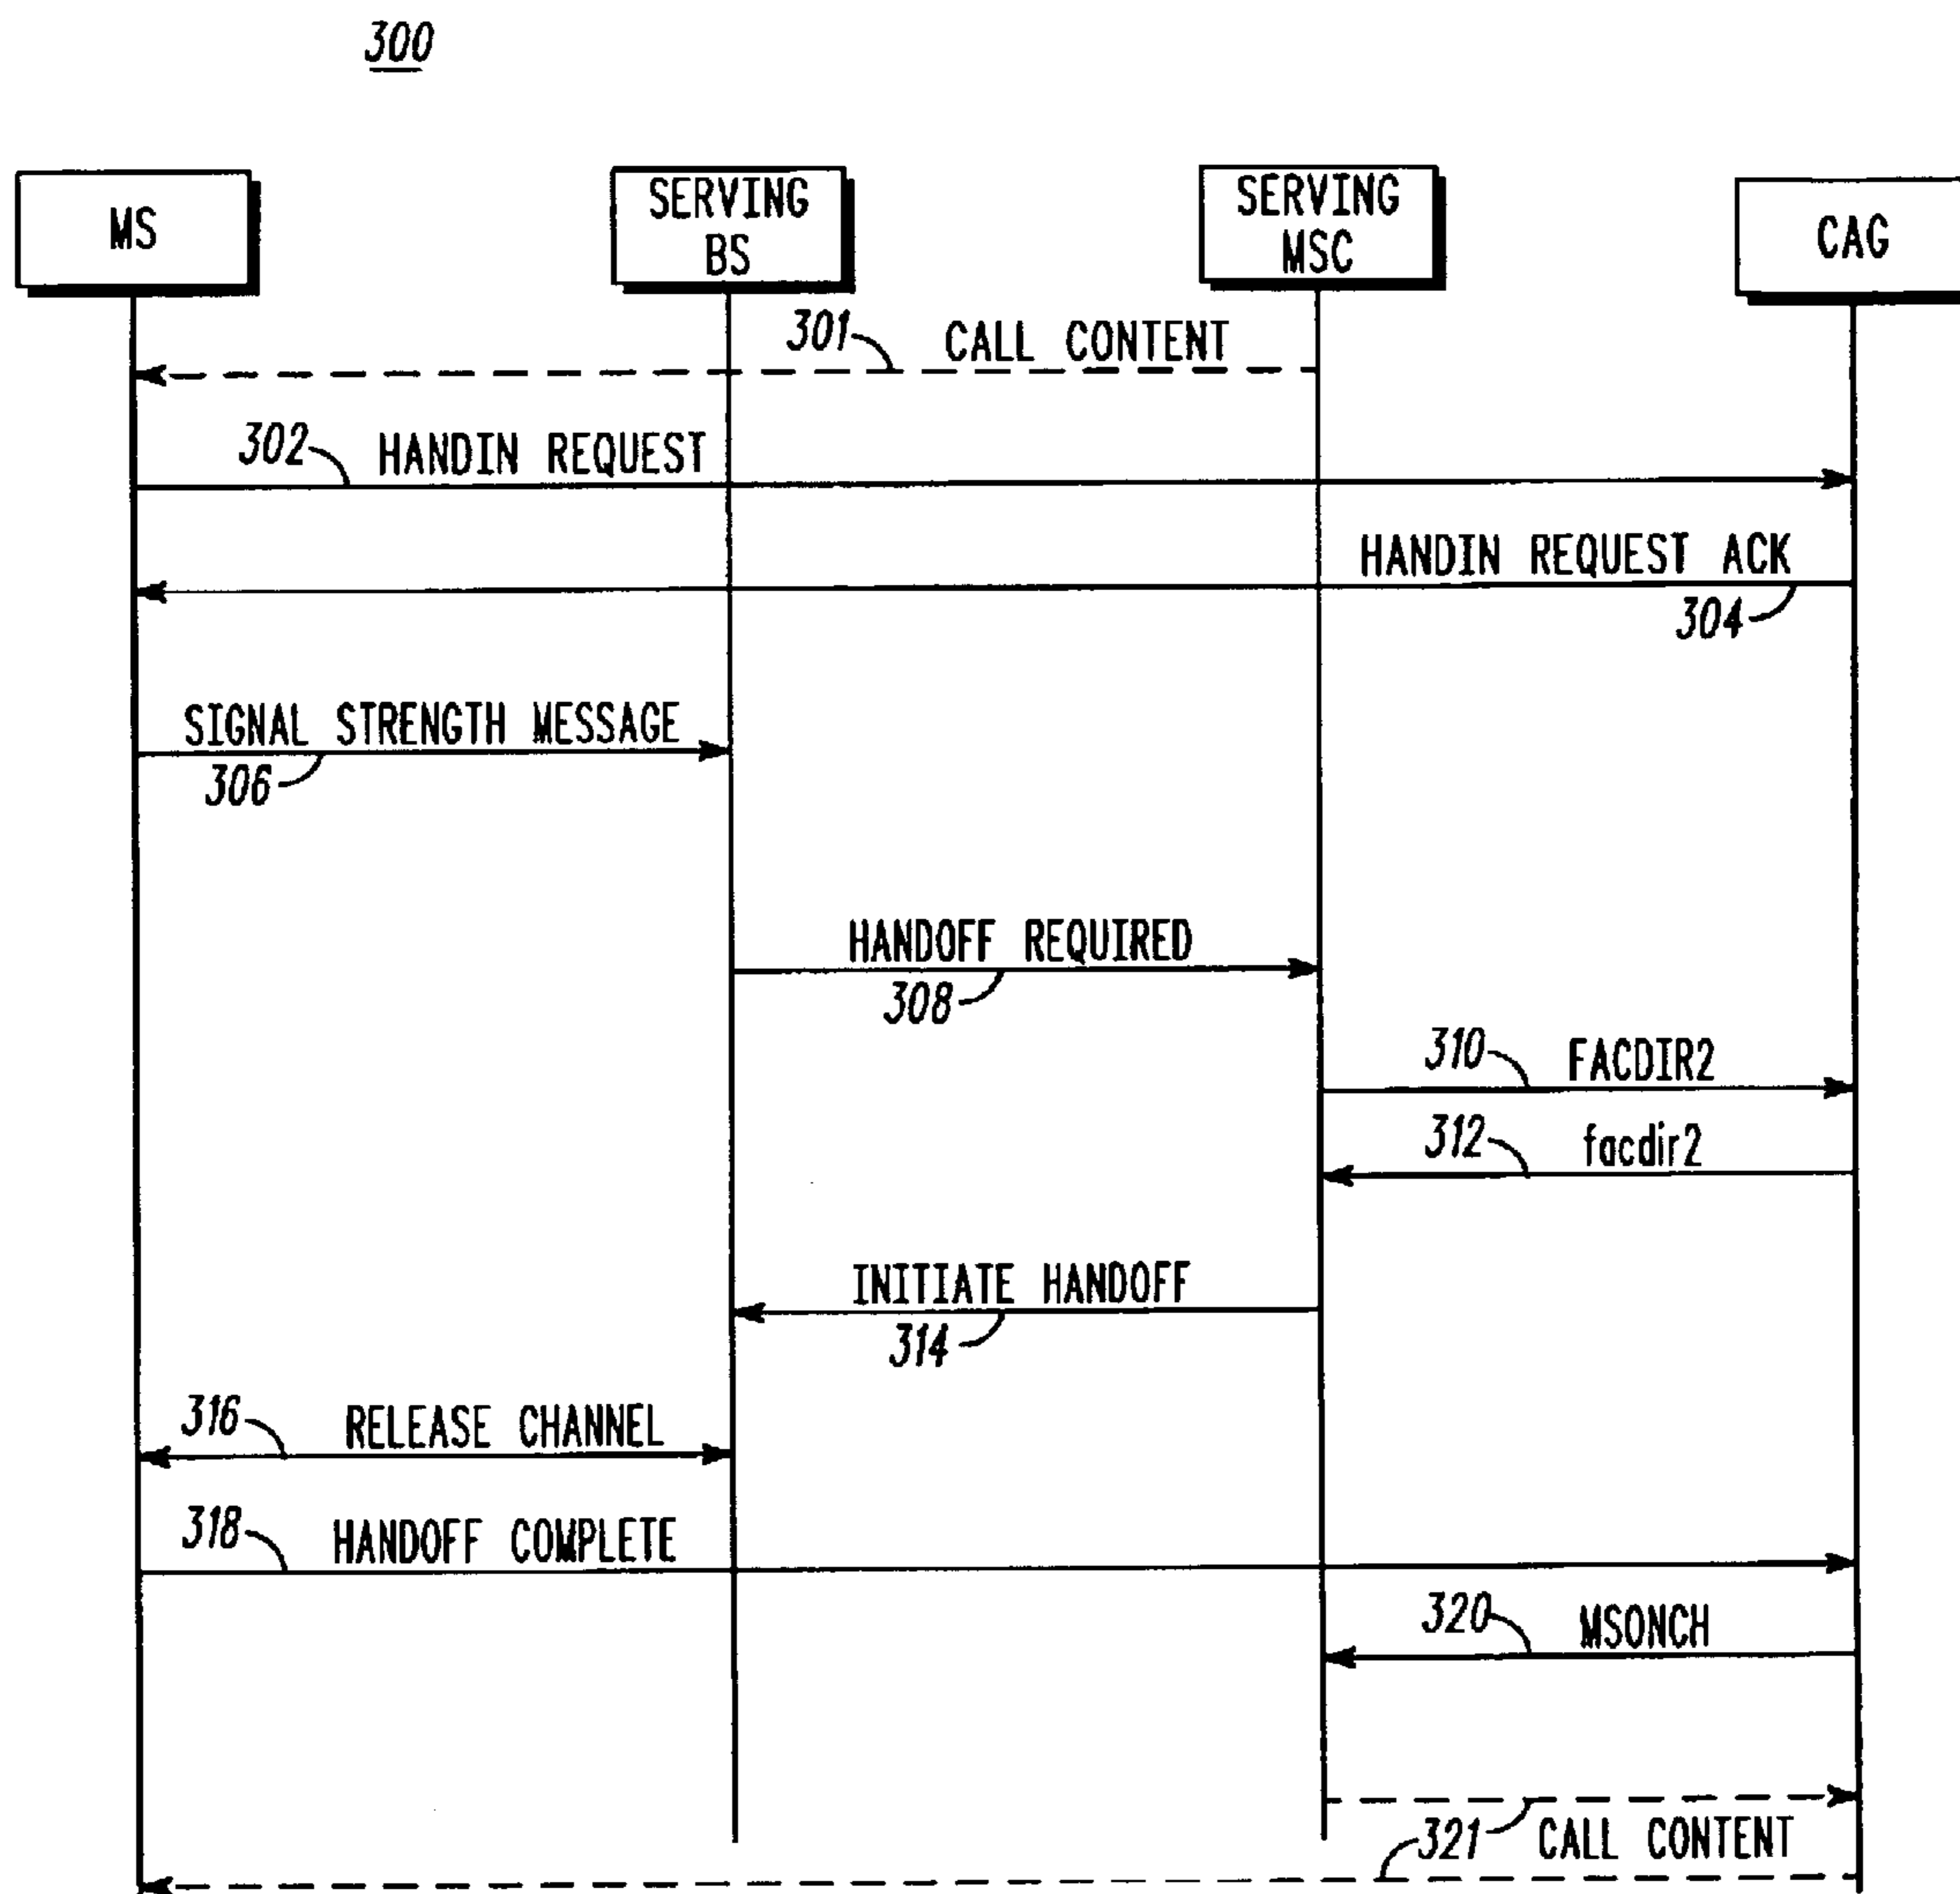 300
MS
SERVING
BS
SERVING
MSC
CAG
301
CALL CONTENT
302
HANDIN REQUEST
HANDIN REQUEST ACK
304
SIGNAL STRENGTH MESSAGE
306
HANDOFF REQUIRED
308
310
FACDIR2
312
facdir2
INITIATE HANDOFF
314
316
RELEASE CHANNEL
318
HANDOFF COMPLETE
320
MSONCH
321
CALL CONTENT